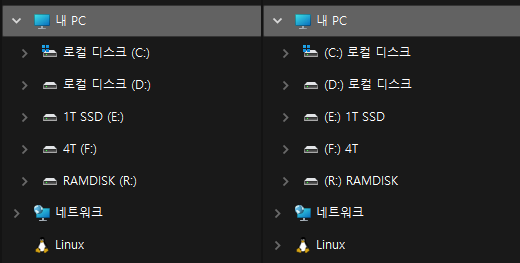 내 PC
로컬 디스크 (C:)
로컬 디스크 (D:)
1T SSD (E:)
4T (F:)
RAMDISK (R:)
네트워크
Linux
내 PC
(C:) 로컬 디스크
(D:) 로컬 디스크
(E:) 1T SSD
(F:) 4T
(R:) RAMDISK
네트워크
Linux